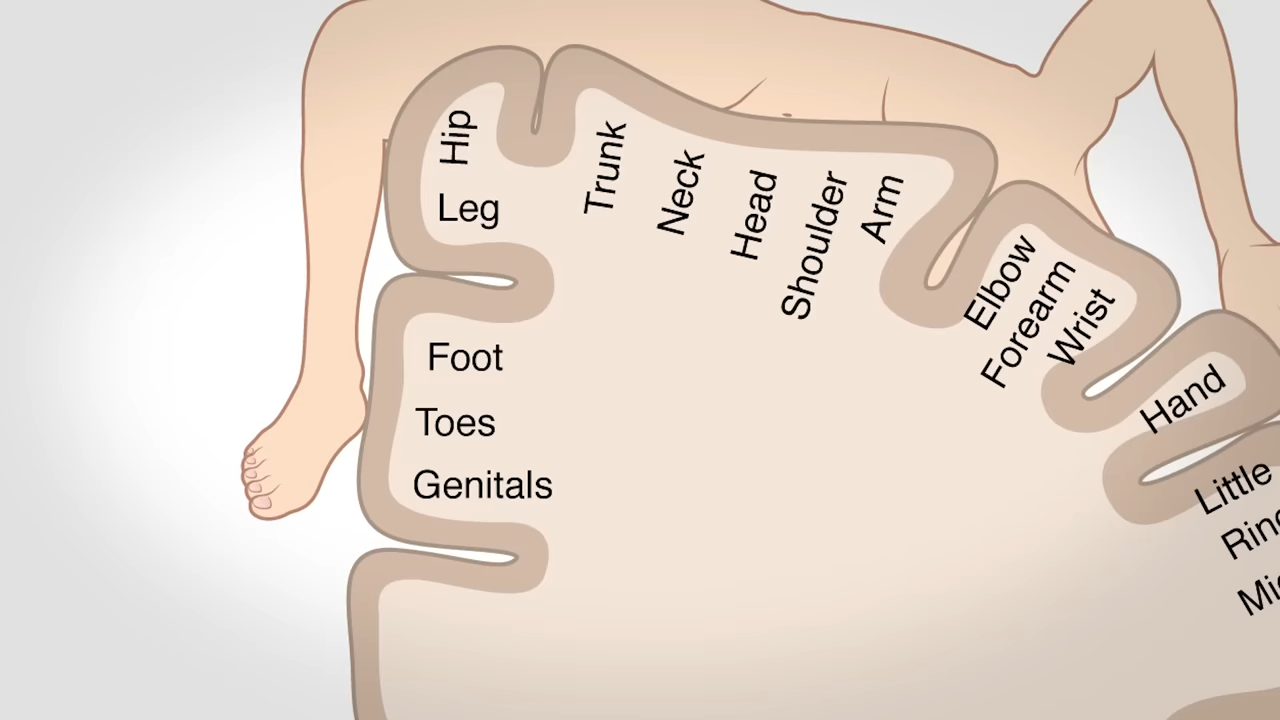 Hip
Leg
Foot
Toes
Genitals
Trunk
Neck
Head
Shoulder
Arm
Elbow
Forearm
Wrist
Hand
Little